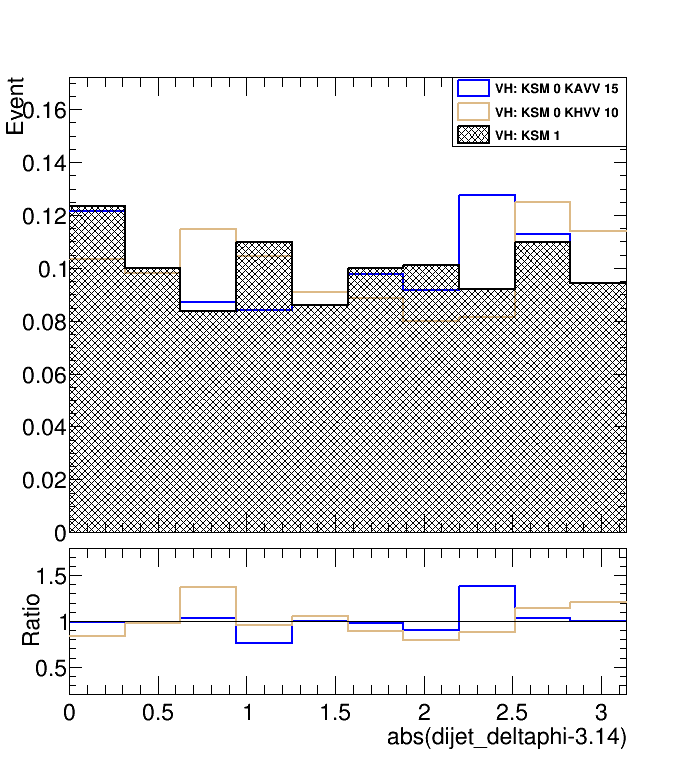 Event
0.16
0.14
0.12
0.1
0.08
0.06
0.04
0.02
0
VH: KSM 0 KAVV 15
VH: KSM 0 KHVV 10
VH: KSM 1
Ratio
1.5
1
0.5
0 0.5 1 1.5 2 2.5 3
abs(dijet_deltaphi-3.14)